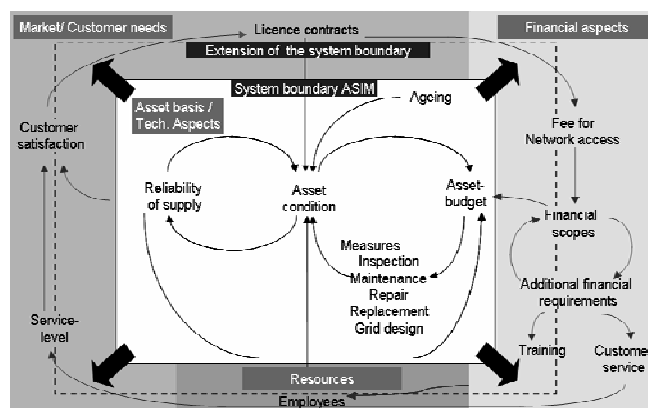 Market/ Customer needs
Licence contracts
Financial aspects
Extension of the system boundary
System boundary ASIM
Asset basis /
Tech. Aspects
Ageing
Customer
satisfaction
Fee for
Network access
Reliability
of supply
Asset
condition
Asset-
budget
Financial
scopes
Measures
Inspection
Maintenance
Repair
Replacement
Grid design
Additional financial
requirements
Service-
level
Training
Custome
service
Resources
Employees